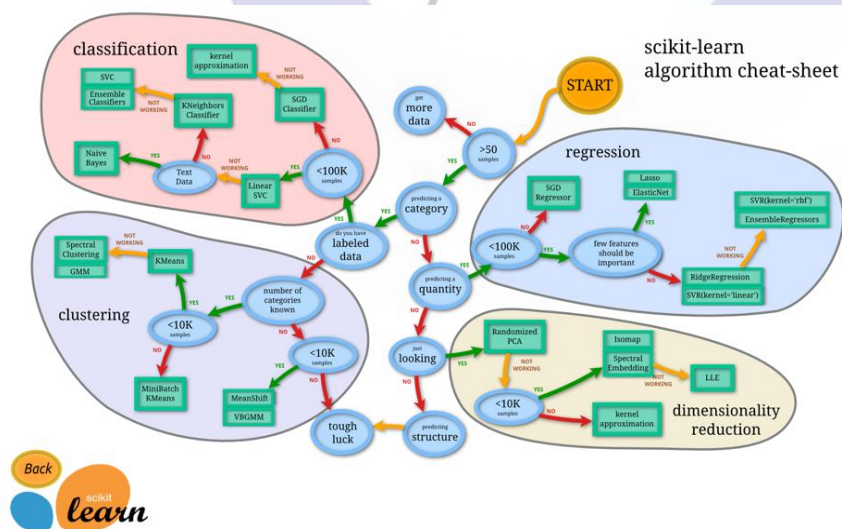 classification
kernel
approximation
NOT
WORKING
SVC
Ensemble
Classifiers
NOT
WORKING
KNeighbors
Classifier
SGD
Classifier
NO
NO
YES
Naive
Bayes
YES
Text
Data
NOT
WORKING
Linear
SVC
YES
<100K
samples
scikit-learn
algorithm cheat-sheet
START
get
more
data
NO
>50
samples
YES
predicting a
category
YES
NO
do you have
labeled
data
YES
NO
predicting a
quantity
YES
NO
regression
SGD
Regressor
NO
<100K
samples
YES
few features
should be
important
YES
Lasso
ElasticNet
NO
RidgeRegression
SVR(kernel='linear')
NOT
WORKING
SVR(kernel='rbf')
EnsembleRegressors
clustering
Spectral
Clustering
GMM
NOT
WORKING
KMeans
YES
<10K
samples
YES
number of
categories
known
NO
NO
MiniBatch
KMeans
<10K
samples
YES
NO
MeanShift
VBGMM
tough
luck
just
looking
YES
NO
predicting
structure
Randomized
PCA
NOT
WORKING
<10K
samples
YES
NO
Isomap
Spectral
Embedding
NOT
WORKING
LLE
kernel
approximation
dimensionality
reduction
Back
scikit
learn